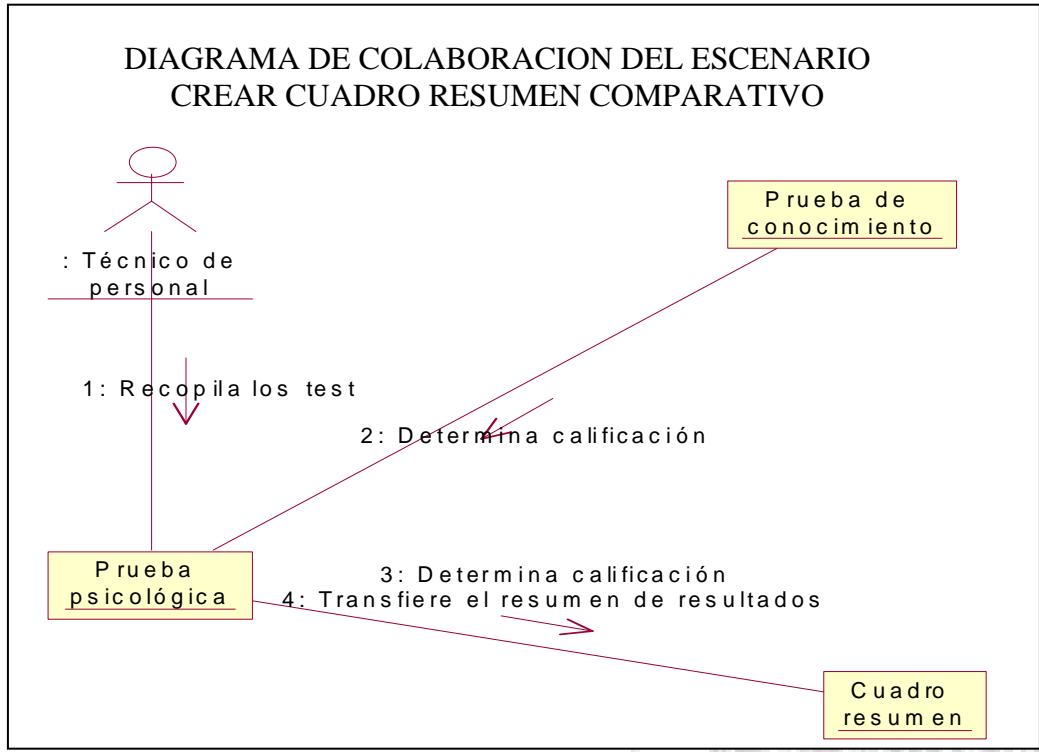 DIAGRAMA DE COLABORACION DEL ESCENARIO
CREAR CUADRO RESUMEN COMPARATIVO
Prueba de
conocimiento
: Técnico de
personal
1: Recopila los test
2: Determina calificación
Prueba
psicológica
3: Determina calificación
4: Transfiere el resumen de resultados
Cuadro
resumen